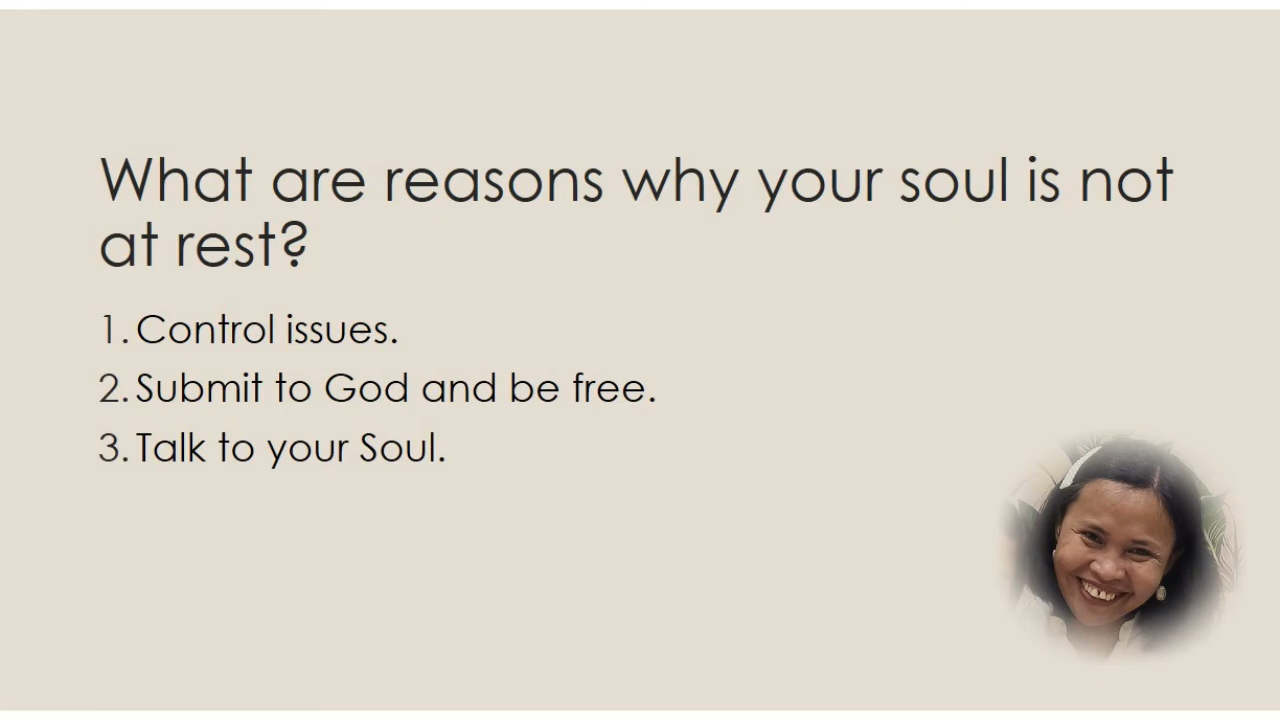 What are reasons why your soul is not
at rest?
1. Control issues.
2. Submit to God and be free.
3. Talk to your Soul.